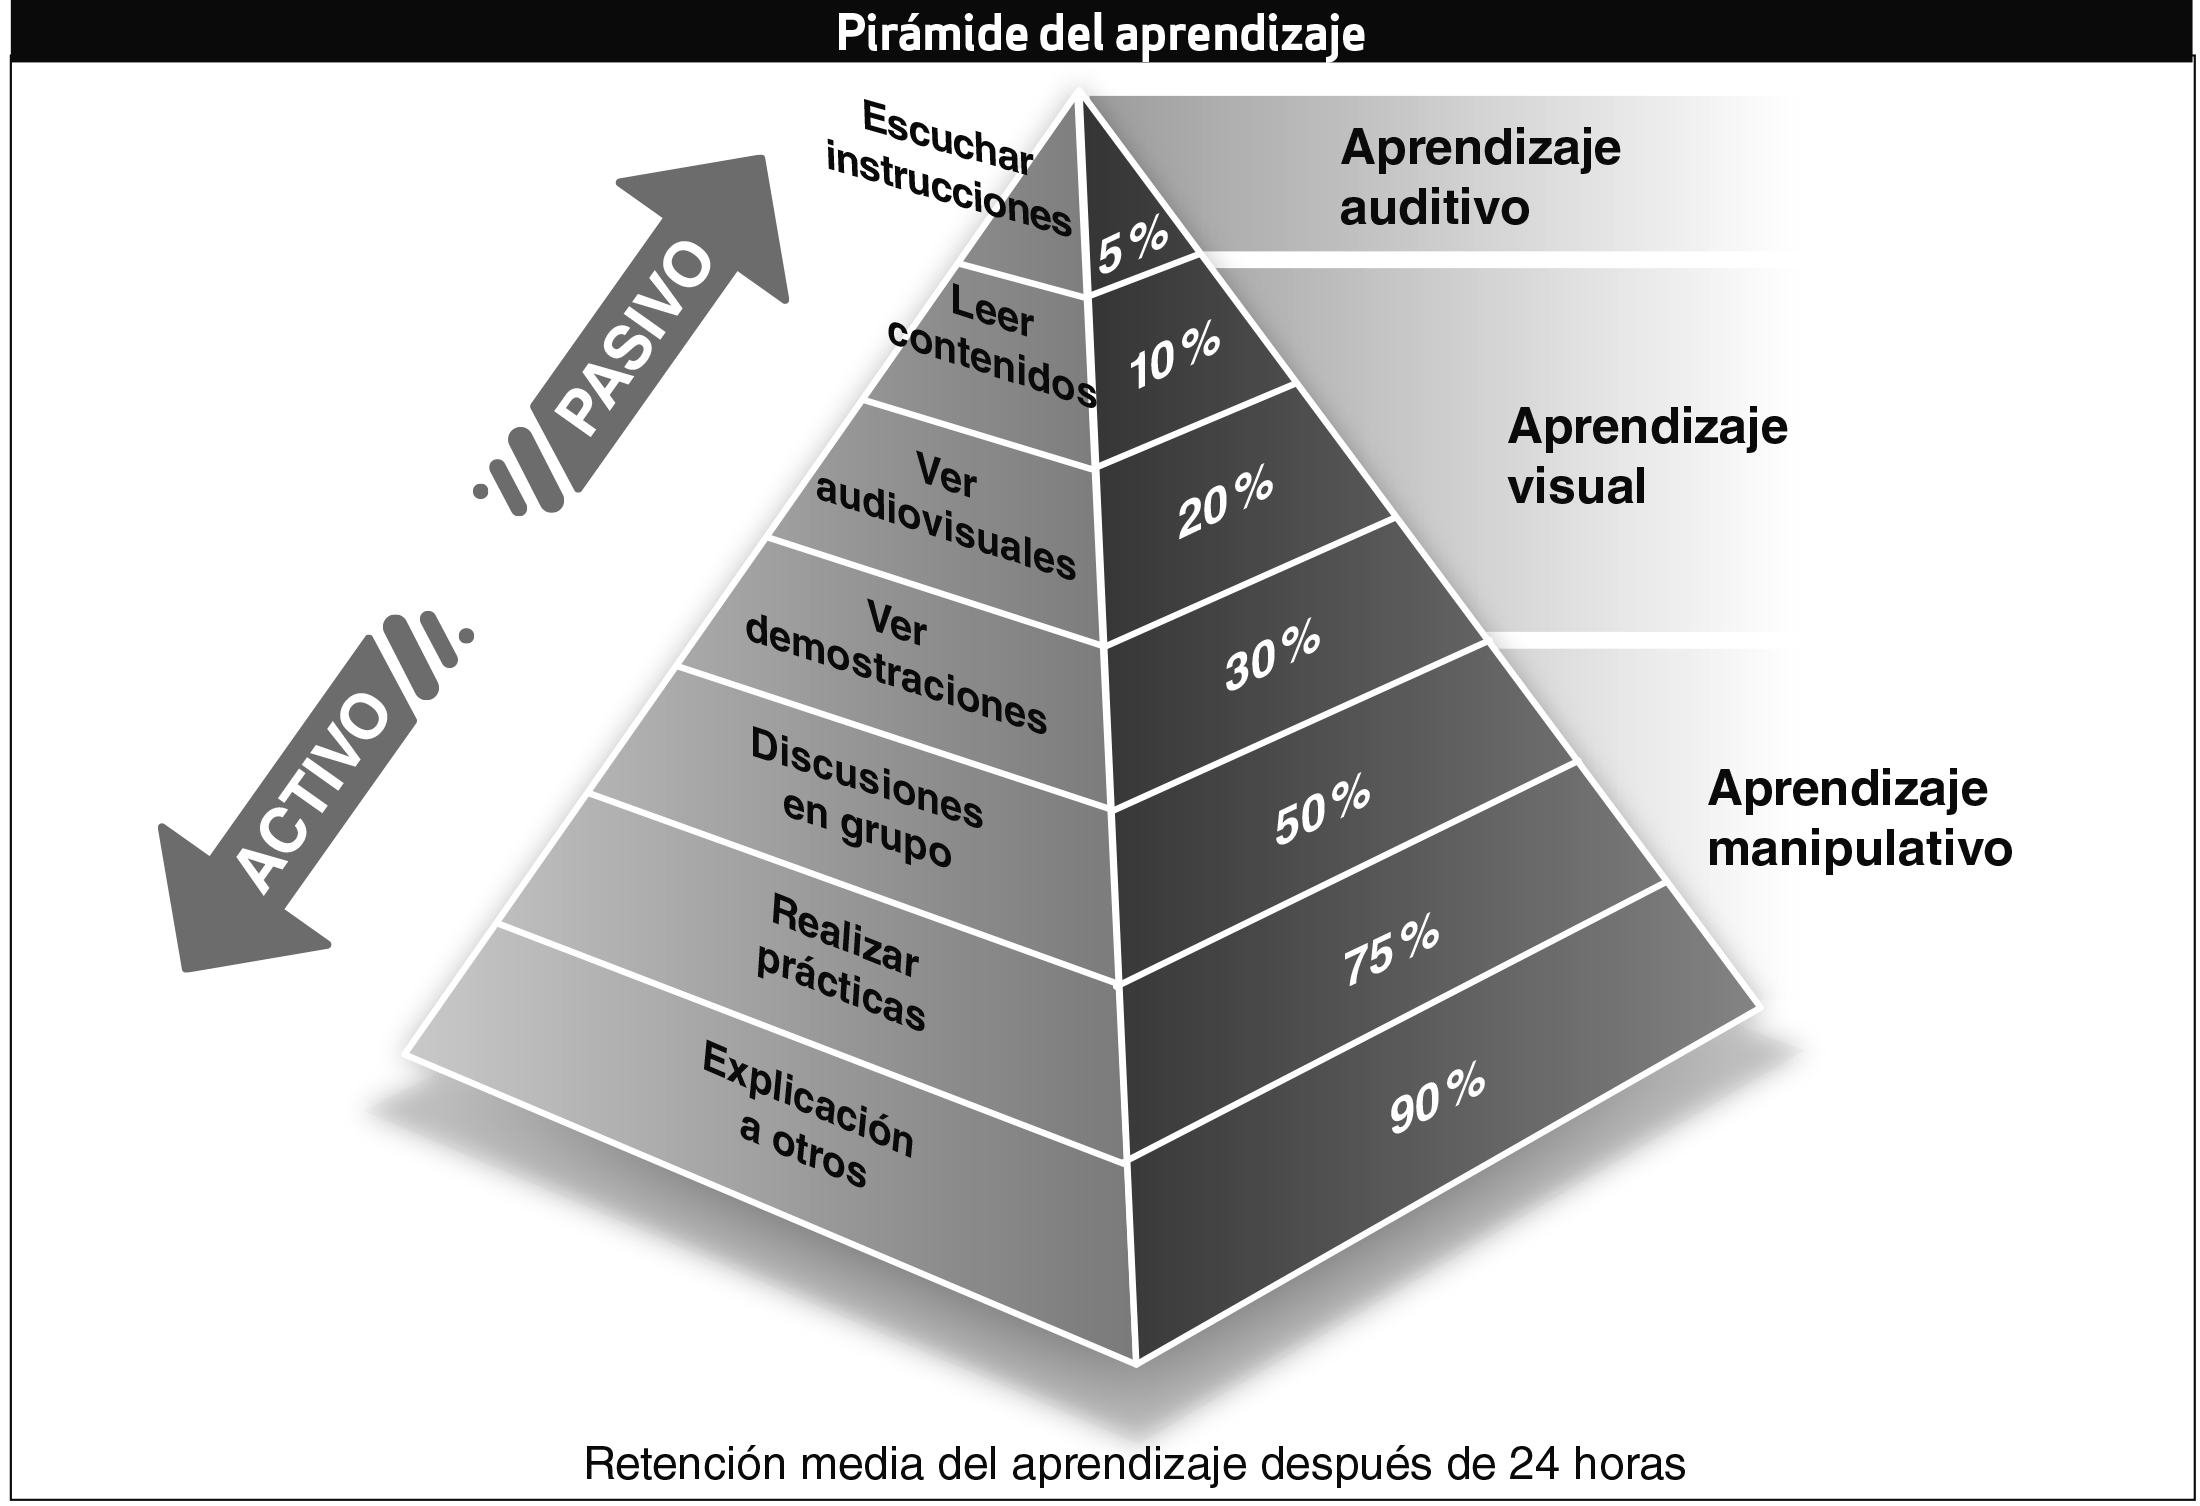 Pirámide del aprendizaje
Escuchar
instrucciones
5 %
Aprendizaje
auditivo
PASIVO
Leer
contenidos
10 %
Ver
audiovisuales
20 %
Aprendizaje
visual
Ver
demostraciones
30 %
ACTIVO
Discusiones
en grupo
50 %
Aprendizaje
manipulativo
Realizar
prácticas
75 %
Explicación
a otros
90 %
Retención media del aprendizaje después de 24 horas